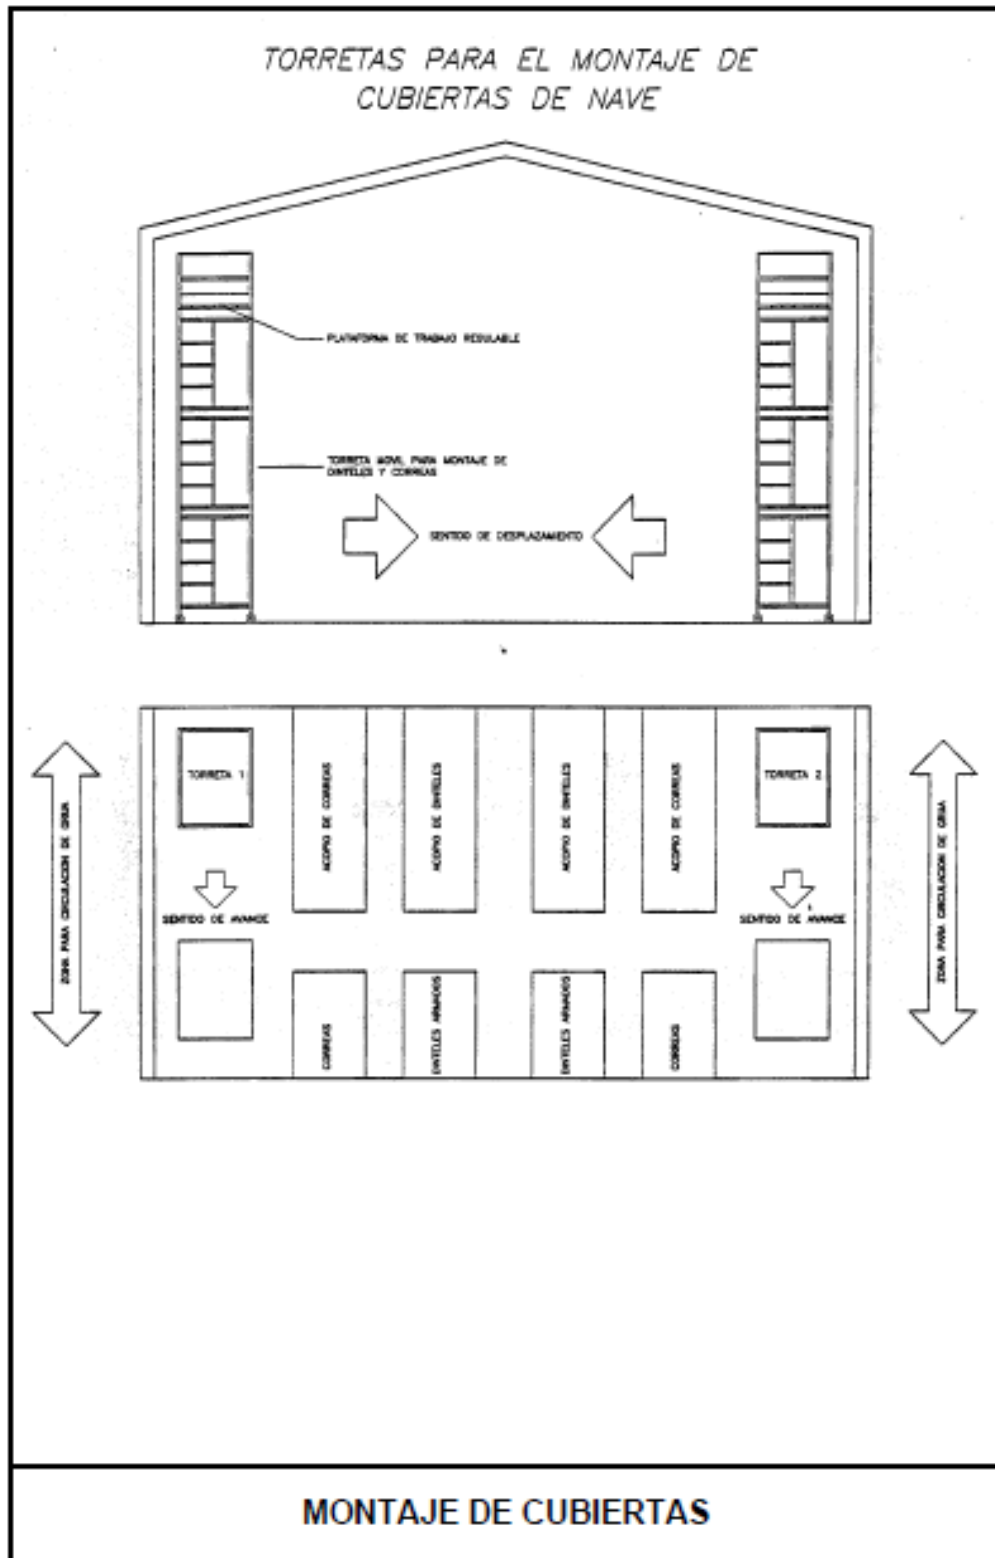 TORRETAS PARA EL MONTAJE DE
CUBIERTAS DE NAVE
PLATAFORMA DE TRABAJO REGULABLE
TORRETA MOVIL PARA MONTAJE DE
DINTELES Y CORREAS
SENTIDO DE DESPLAZAMIENTO
ZONA PARA CIRCULACION DE GRUA
TORRETA 1
ACOPIO DE CORREAS
ACOPIO DE DINTELES
ACOPIO DE DINTELES
ACOPIO DE CORREAS
TORRETA 2
ZONA PARA CIRCULACION DE GRUA
SENTIDO DE AVANCE
SENTIDO DE AVANCE
CORREAS
DINTELES ARMADOS
DINTELES ARMADOS
CORREAS
MONTAJE DE CUBIERTAS